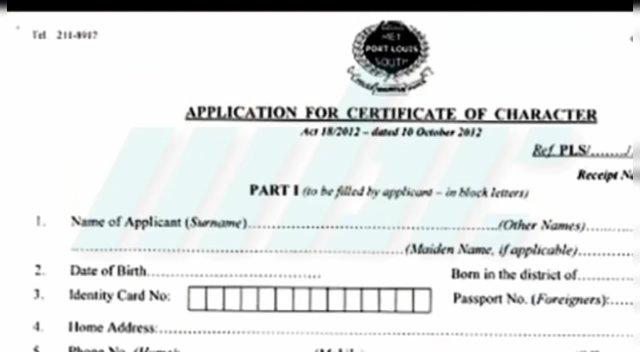 Tel 211-8917
MET
PORT LOUIS
SOUTH
APPLICATION FOR CERTIFICATE OF CHARACTER
Act 18/2012 – dated 10 October 2012
Ref. PLS/......../
Receipt N
PART I (to be filled by applicant – in block letters)
1. Name of Applicant (Surname)..........(Other Names)..........
..........(Maiden Name, if applicable)..........
2. Date of Birth.......... Born in the district of..........
3. Identity Card No: Passport No. (Foreigners):..........
4. Home Address:..........
5. Phone No. (Home)